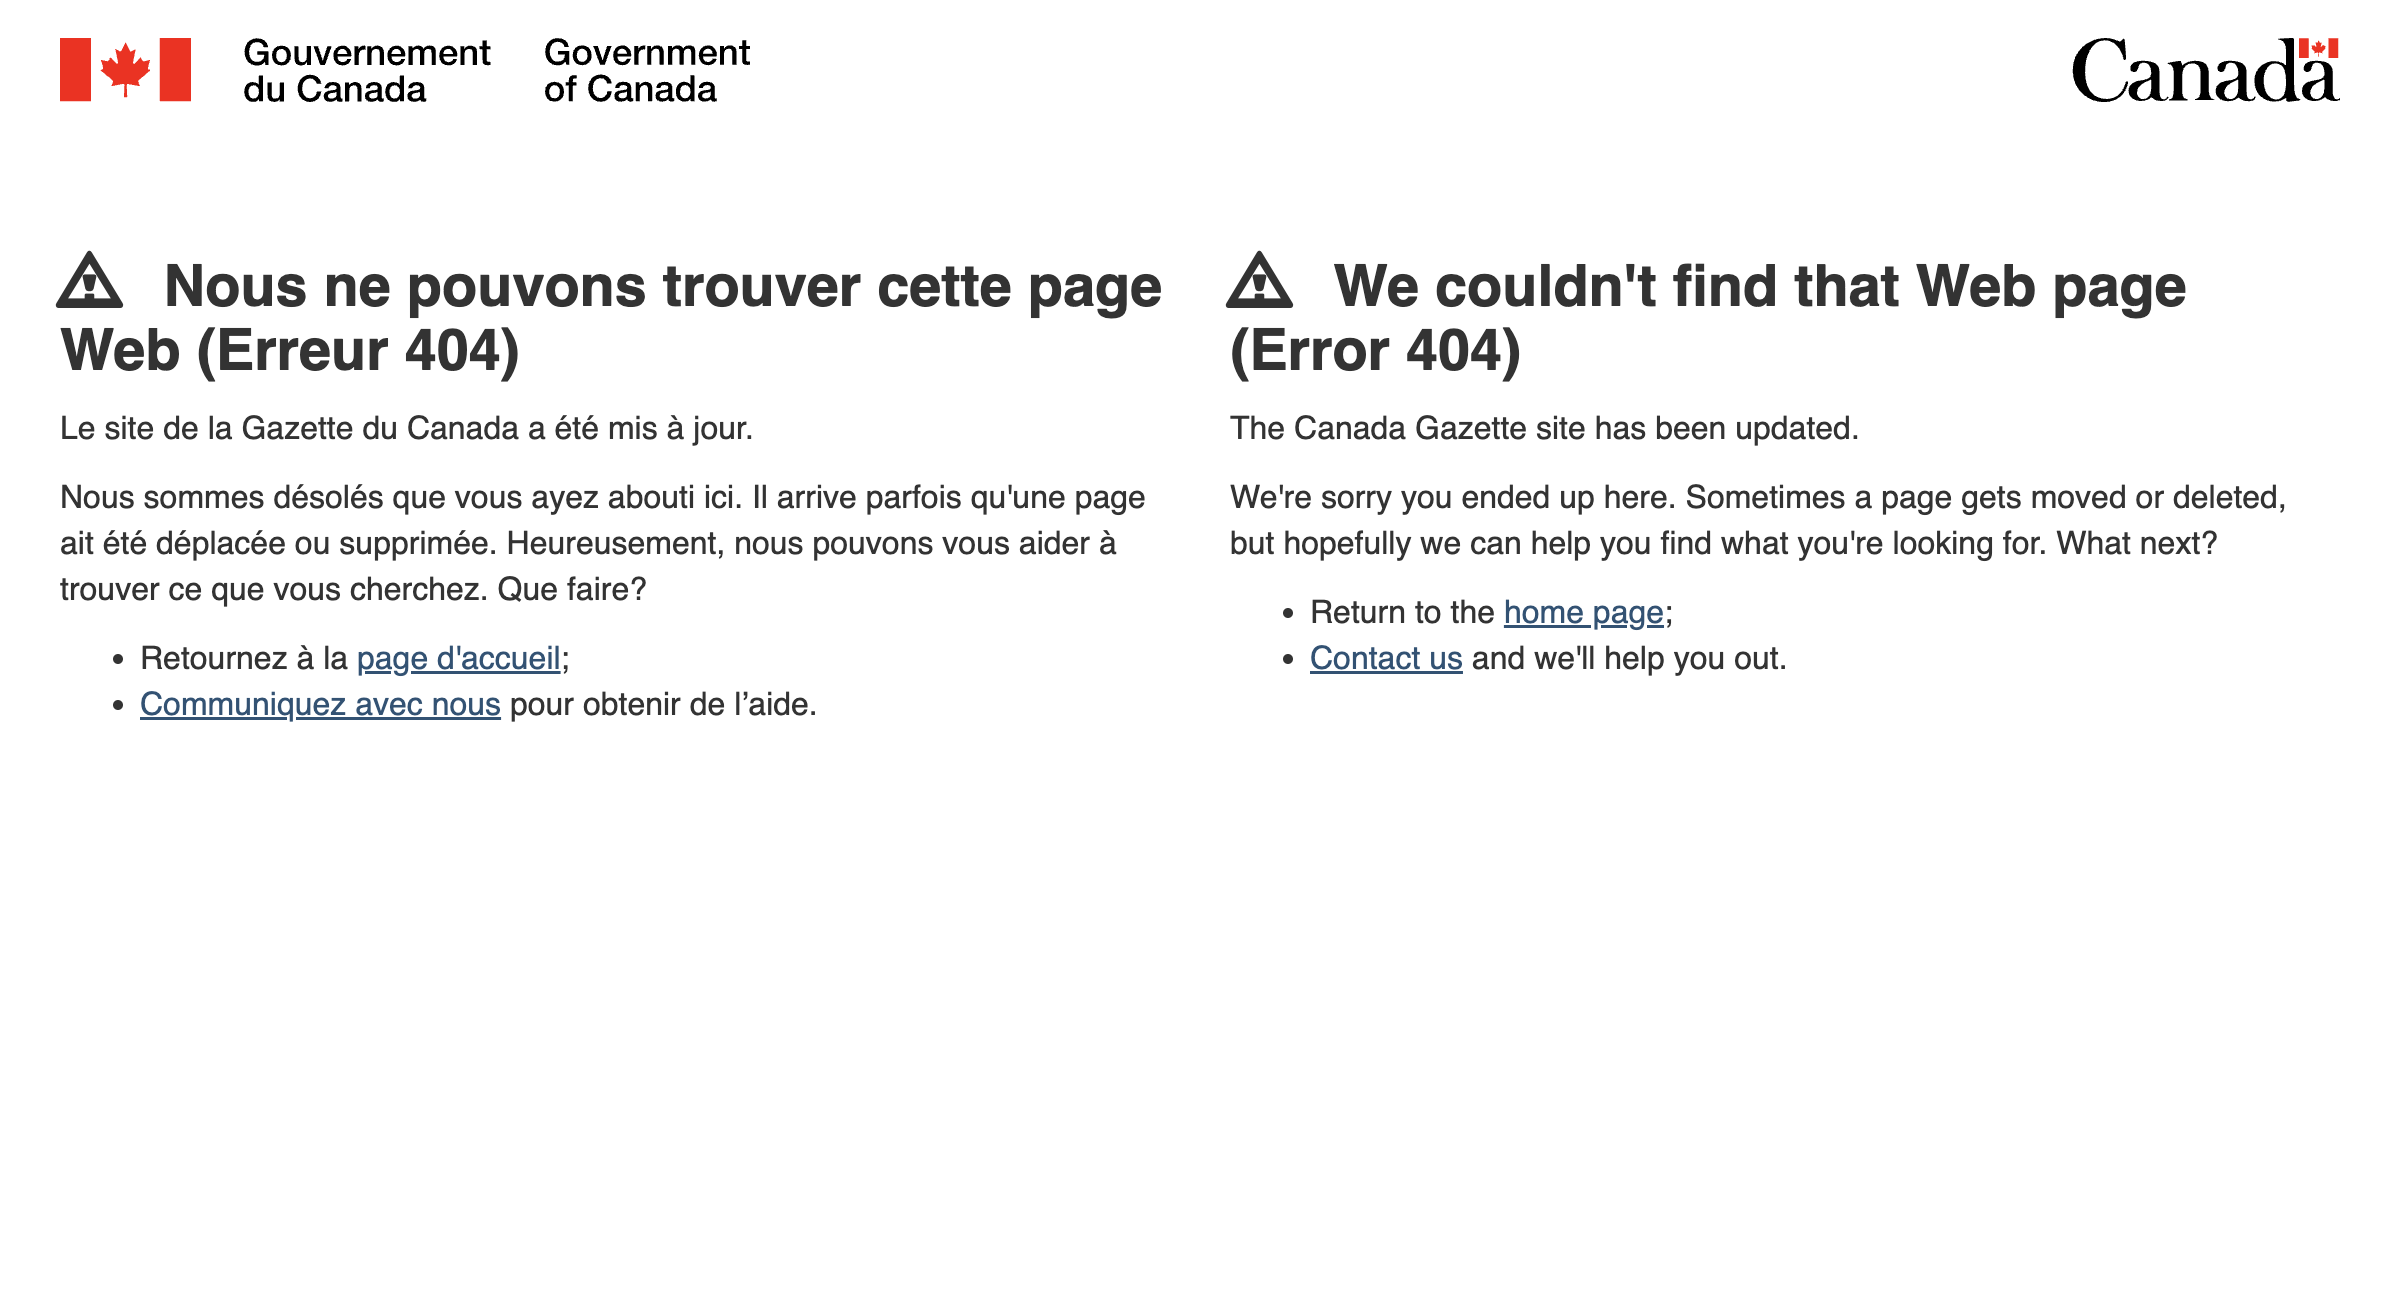 Gouvernement
du Canada
Government
of Canada
Canada
Nous ne pouvons trouver cette page
Web (Erreur 404)
Le site de la Gazette du Canada a été mis à jour.
Nous sommes désolés que vous ayez abouti ici. Il arrive parfois qu'une page
ait été déplacée ou supprimée. Heureusement, nous pouvons vous aider à
trouver ce que vous cherchez. Que faire?
• Retournez à la page d'accueil;
• Communiquez avec nous pour obtenir de l’aide.
We couldn't find that Web page
(Error 404)
The Canada Gazette site has been updated.
We're sorry you ended up here. Sometimes a page gets moved or deleted,
but hopefully we can help you find what you're looking for. What next?
• Return to the home page;
• Contact us and we'll help you out.